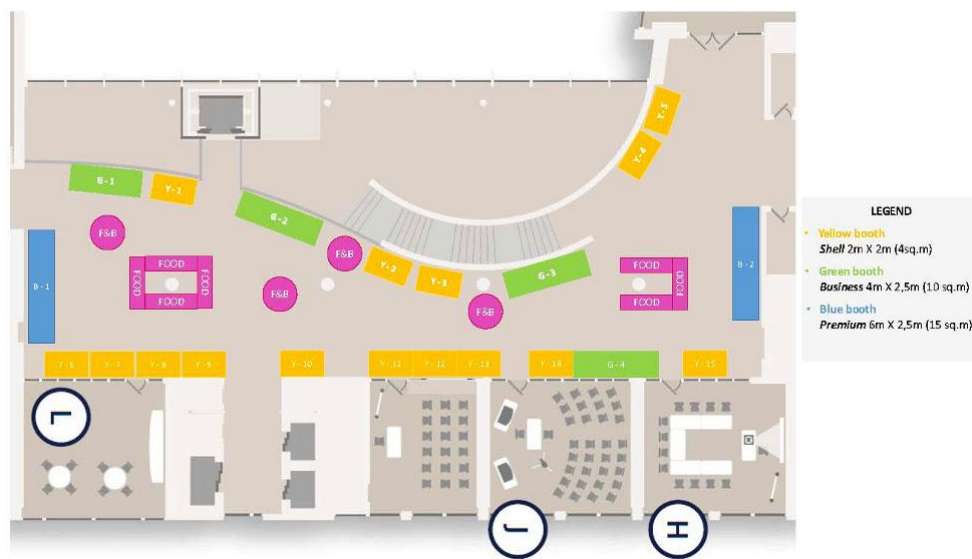 Y-5
Y-4
G-1
Y-1
G-2
F&B
F&B
Y-2
Y-3
G-3
B - 1
FOOD
FOOD
FOOD
FOOD
F&B
F&B
FOOD
FOOD
FOOD
B - 2
Y - 6
Y - 7
Y - 8
Y - 9
Y - 10
Y - 11
Y - 12
Y - 13
Y - 14
G - 4
Y - 15
L
J
H
LEGEND
• Yellow booth
Shell 2m X 2m (4sq.m)
• Green booth
Business 4m X 2,5m (10 sq.m)
• Blue booth
Premium 6m X 2,5m (15 sq.m)